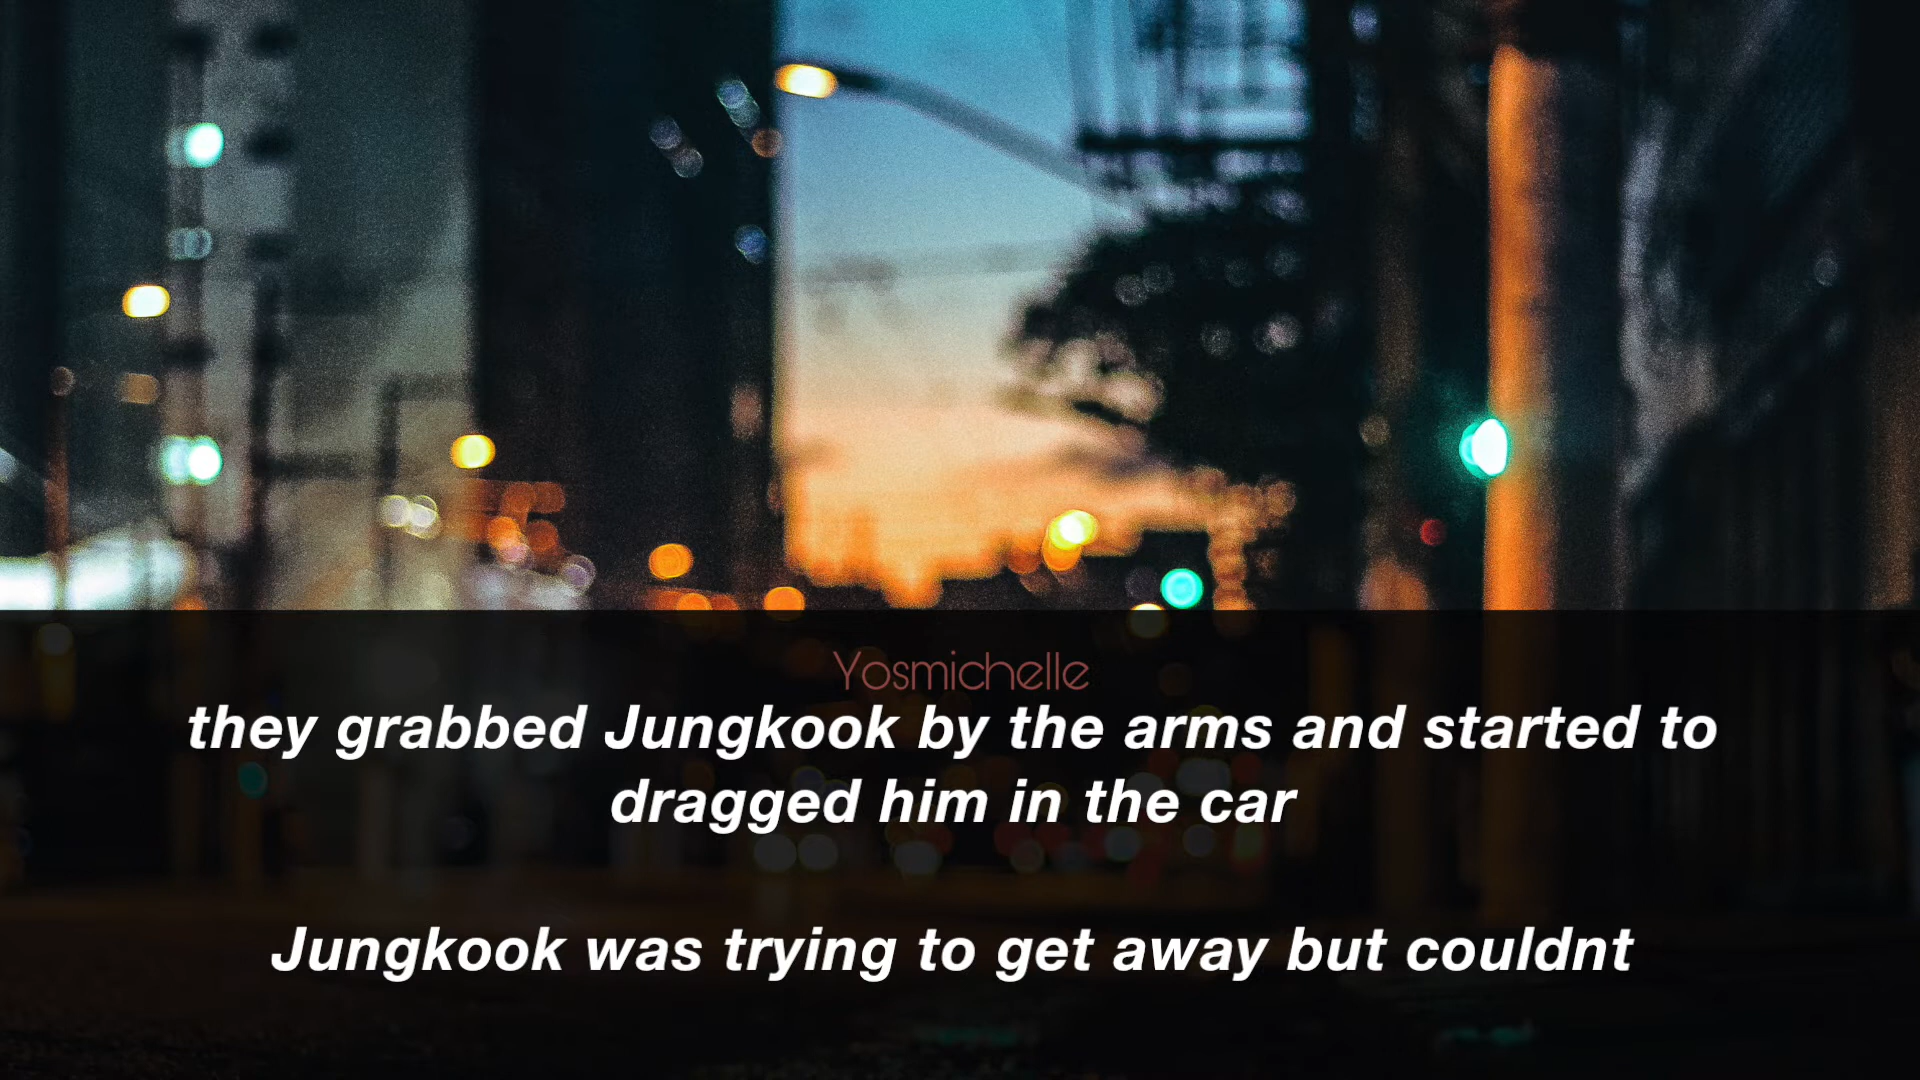 Yosmichelle
they grabbed Jungkook by the arms and started to
dragged him in the car
Jungkook was trying to get away but couldnt